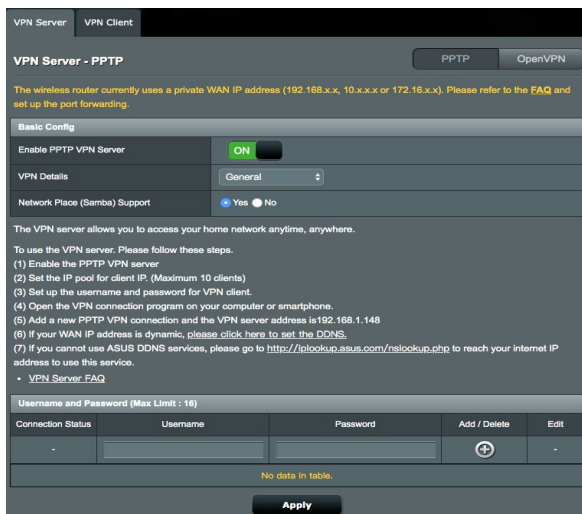 VPN Server VPN Client
VPN Server - PPTP PPTP OpenVPN
The wireless router currently uses a private WAN IP address (192.168.x.x, 10.x.x.x or 172.16.x.x). Please refer to the FAQ and
set up the port forwarding.
Basic Config
Enable PPTP VPN Server ON
VPN Details General
Network Place (Samba) Support Yes No
The VPN server allows you to access your home network anytime, anywhere.
To use the VPN server. Please follow these steps.
(1) Enable the PPTP VPN server
(2) Set the IP pool for client IP. (Maximum 10 clients)
(3) Set up the username and password for VPN client.
(4) Open the VPN connection program on your computer or smartphone.
(5) Add a new PPTP VPN connection and the VPN server address is192.168.1.148
(6) If your WAN IP address is dynamic, please click here to set the DDNS.
(7) If you cannot use ASUS DDNS services, please go to http://iplookup.asus.com/nslookup.php to reach your internet IP
address to use this service.
• VPN Server FAQ
Username and Password (Max Limit : 16)
Connection Status Username Password Add / Delete Edit
- -
No data in table.
Apply